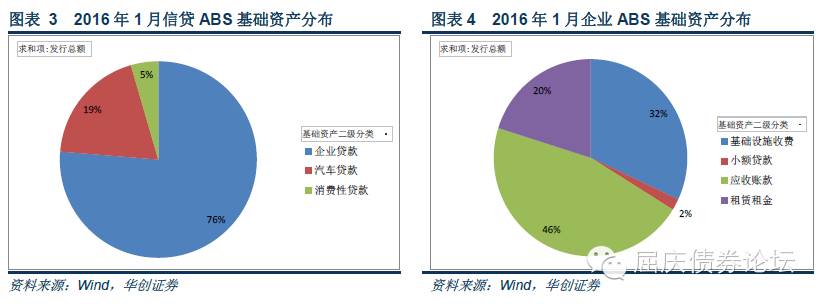 图表 3 2016 年 1 月信贷 ABS 基础资产分布
求和项:发行总额
5%
19%
76%
基础资产二级分类
企业贷款
汽车贷款
消费性贷款
资料来源：Wind，华创证券
图表 4 2016 年 1 月企业 ABS 基础资产分布
求和项:发行总额
20%
32%
2%
46%
基础资产二级分类
基础设施收费
小额贷款
应收账款
租赁租金
资料来源：Wind，华创证券
屈庆债券论坛